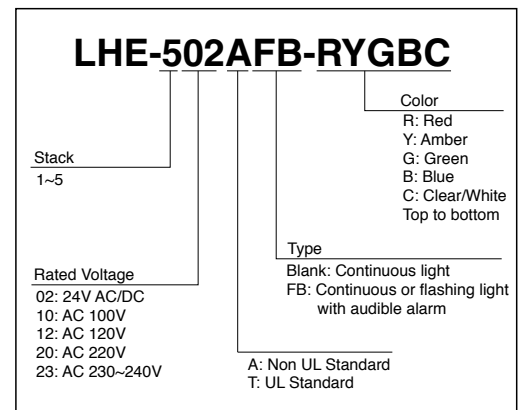 LHE-502AFB-RYGBC
Color
R: Red
Y: Amber
G: Green
B: Blue
C: Clear/White
Top to bottom
Stack
1~5
Type
Blank: Continuous light
FB: Continuous or flashing light
with audible alarm
Rated Voltage
02: 24V AC/DC
10: AC 100V
12: AC 120V
20: AC 220V
23: AC 230~240V
A: Non UL Standard
T: UL Standard